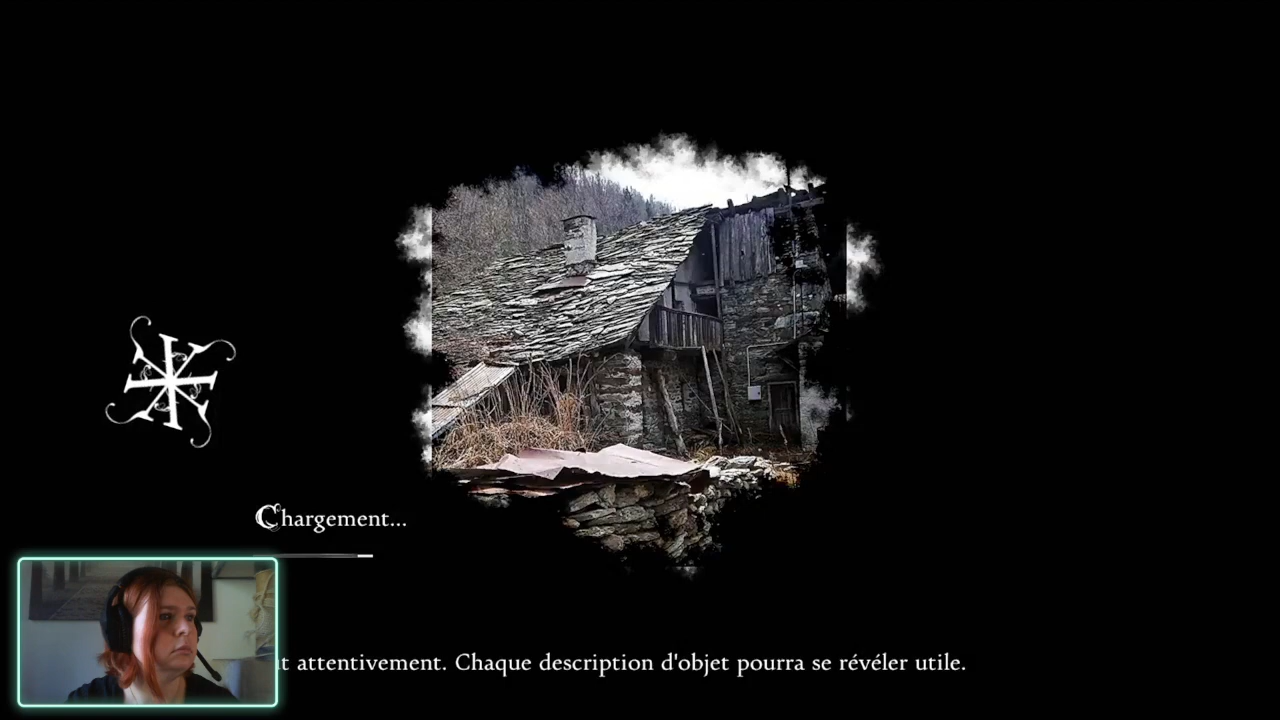 Chargement...
attentivement. Chaque description d'objet pourra se révéler utile.